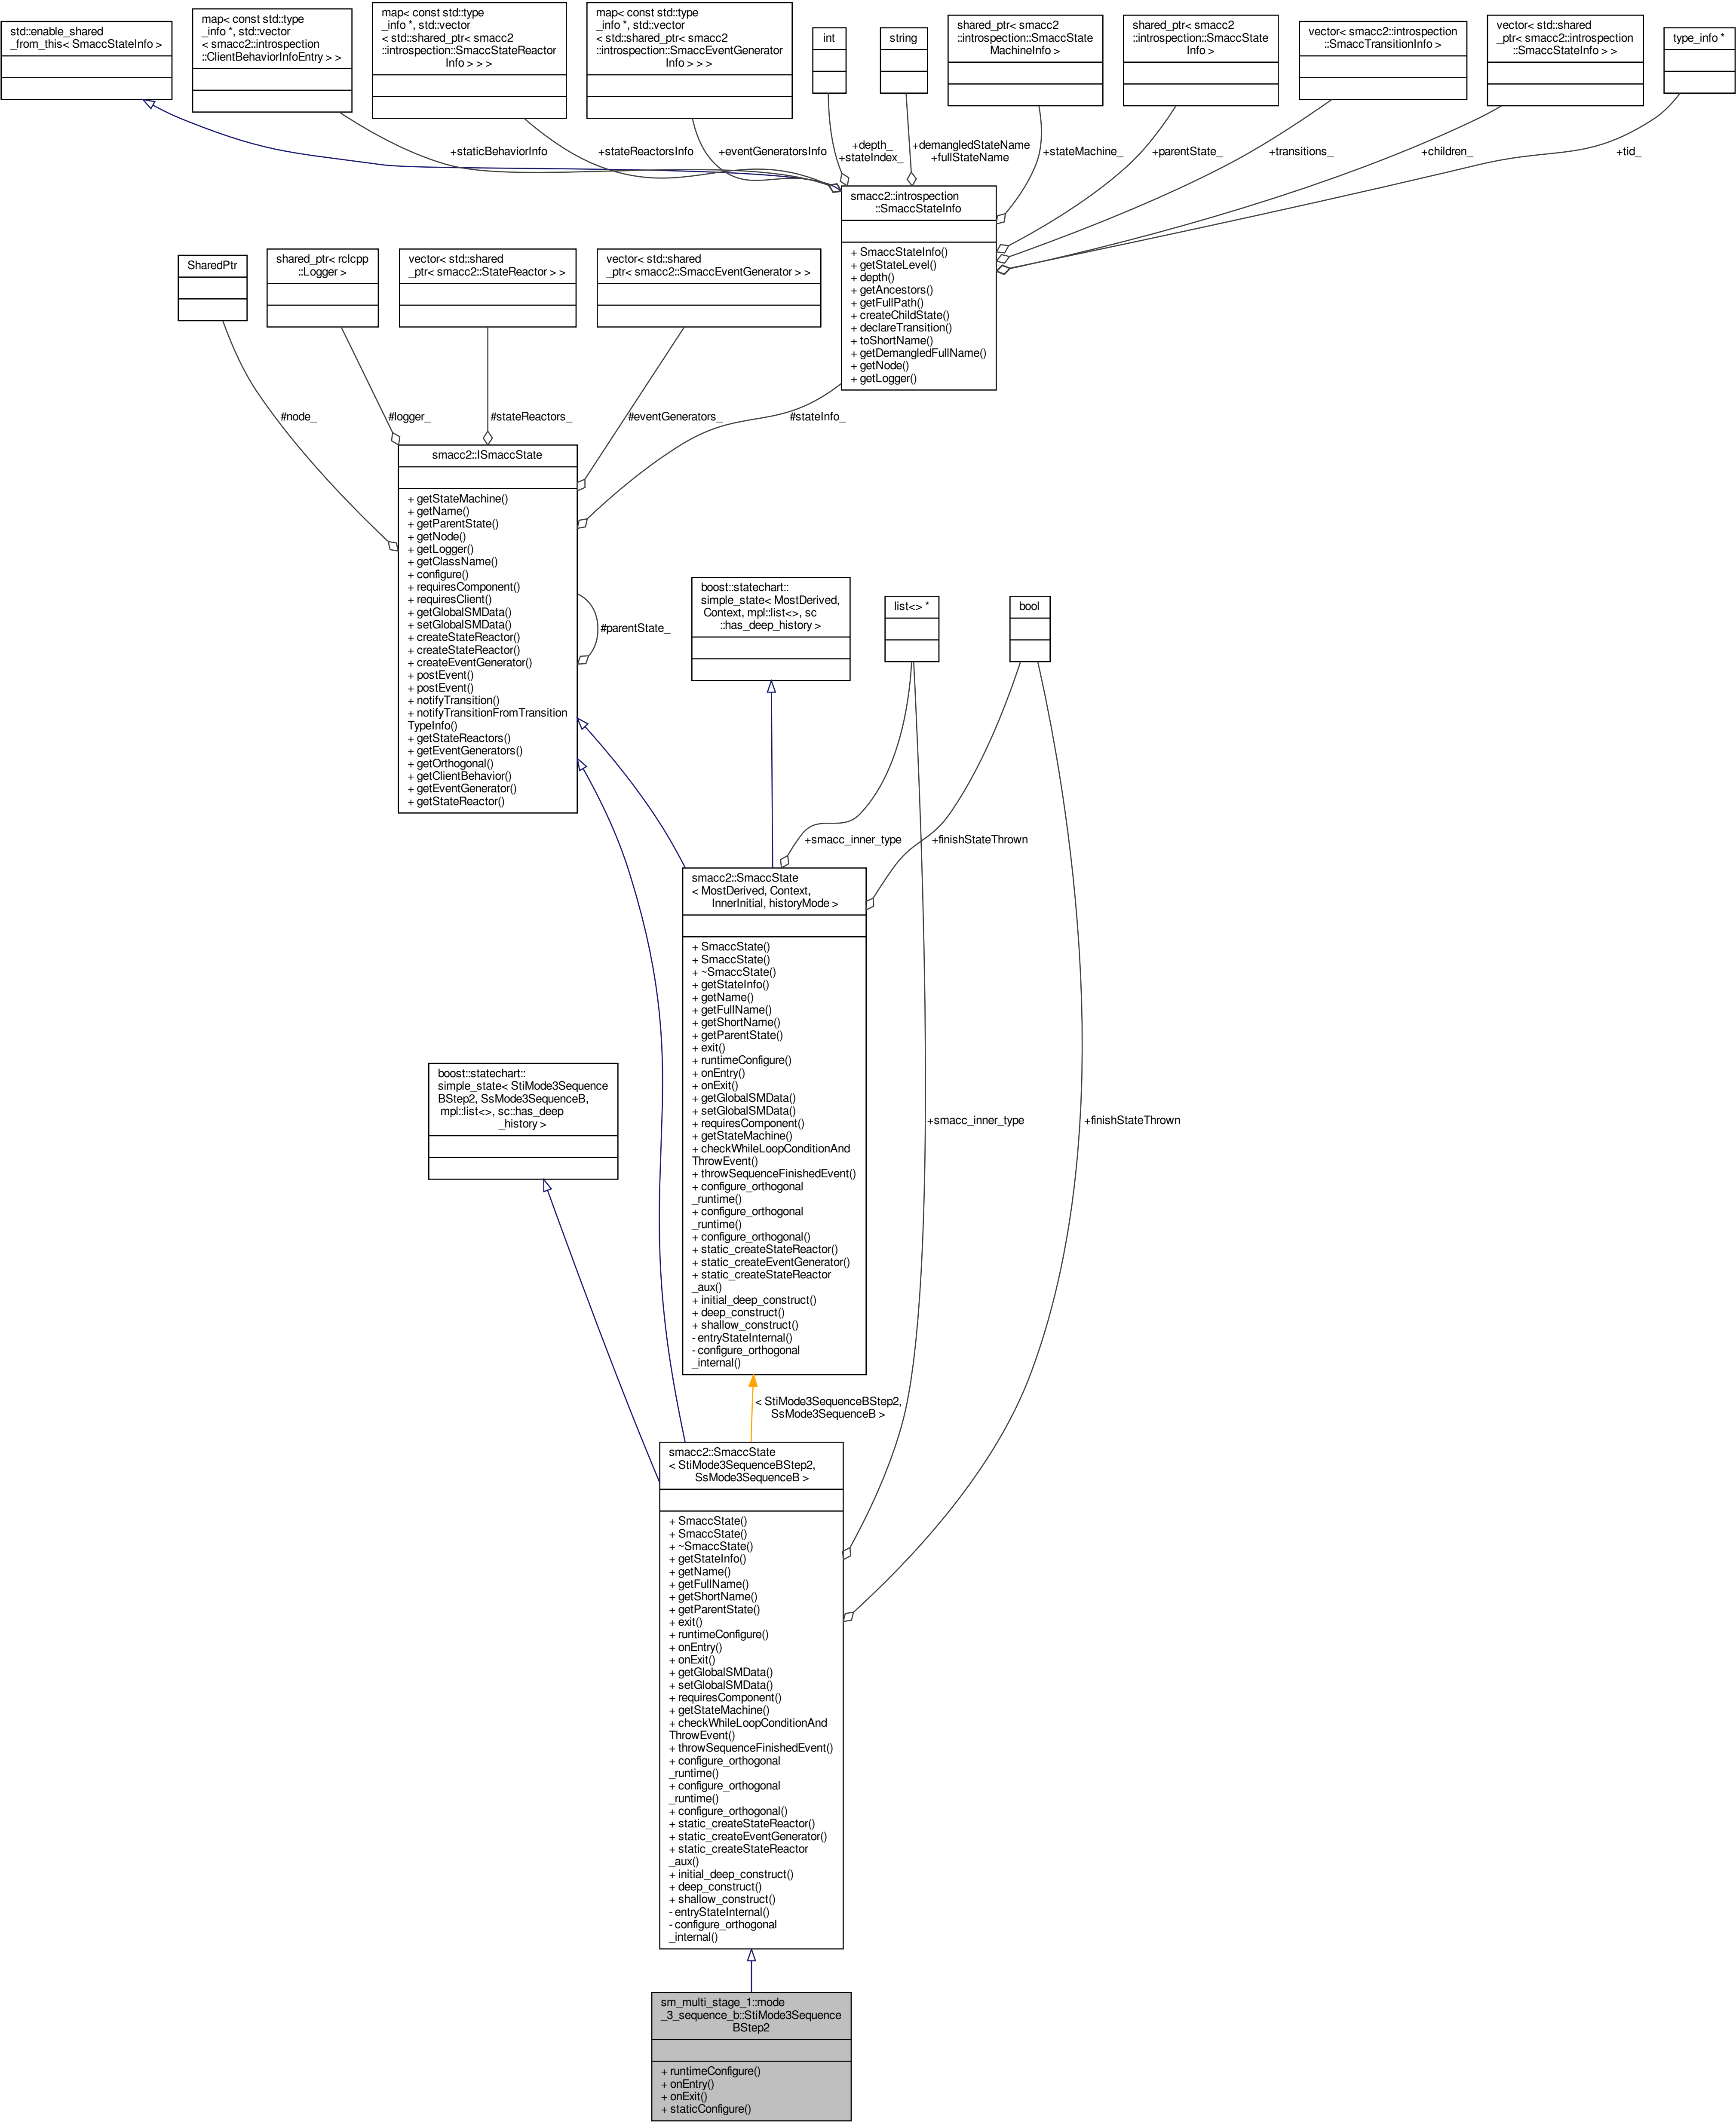 std::enable_shared
_from_this< SmaccStateInfo >
map< const std::type
_info *, std::vector
< smacc2::introspection
::ClientBehaviorInfoEntry > >
map< const std::type
_info *, std::vector
< std::shared_ptr< smacc2
::introspection::SmaccStateReactor
Info > > >
map< const std::type
_info *, std::vector
< std::shared_ptr< smacc2
::introspection::SmaccEventGenerator
Info > > >
int
string
shared_ptr< smacc2
::introspection::SmaccState
MachineInfo >
shared_ptr< smacc2
::introspection::SmaccState
Info >
vector< smacc2::introspection
::SmaccTransitionInfo >
vector< std::shared
_ptr< smacc2::introspection
::SmaccStateInfo > >
type_info *
+staticBehaviorInfo
+stateReactorsInfo
+eventGeneratorsInfo
+depth_
+stateIndex_
+demangledStateName
+fullStateName
+stateMachine_
+parentState_
+transitions_
+children_
+tid_
smacc2::introspection
::SmaccStateInfo
+ SmaccStateInfo()
+ getStateLevel()
+ depth()
+ getAncestors()
+ getFullPath()
+ createChildState()
+ declareTransition()
+ toShortName()
+ getDemangledFullName()
+ getNode()
+ getLogger()
SharedPtr
shared_ptr< rclcpp
::Logger >
vector< std::shared
_ptr< smacc2::StateReactor > >
vector< std::shared
_ptr< smacc2::SmaccEventGenerator > >
#node_
#logger_
#stateReactors_
#eventGenerators_
#stateInfo_
smacc2::ISmaccState
+ getStateMachine()
+ getName()
+ getParentState()
+ getNode()
+ getLogger()
+ getClassName()
+ configure()
+ requiresComponent()
+ requiresClient()
+ getGlobalSMData()
+ setGlobalSMData()
+ createStateReactor()
+ createStateReactor()
+ createEventGenerator()
+ postEvent()
+ postEvent()
+ notifyTransition()
+ notifyTransitionFromTransition
TypeInfo()
+ getStateReactors()
+ getEventGenerators()
+ getOrthogonal()
+ getClientBehavior()
+ getEventGenerator()
+ getStateReactor()
#parentState_
boost::statechart::
simple_state< MostDerived,
Context, mpl::list<>, sc
::has_deep_history >
list<> *
bool
+smacc_inner_type
+finishStateThrown
smacc2::SmaccState
< MostDerived, Context,
InnerInitial, historyMode >
+ SmaccState()
+ SmaccState()
+ ~SmaccState()
+ getStateInfo()
+ getName()
+ getFullName()
+ getShortName()
+ getParentState()
+ exit()
+ runtimeConfigure()
+ onEntry()
+ onExit()
+ getGlobalSMData()
+ setGlobalSMData()
+ requiresComponent()
+ getStateMachine()
+ checkWhileLoopConditionAnd
ThrowEvent()
+ throwSequenceFinishedEvent()
+ configure_orthogonal
_runtime()
+ configure_orthogonal
_runtime()
+ configure_orthogonal()
+ static_createStateReactor()
+ static_createEventGenerator()
+ static_createStateReactor
_aux()
+ initial_deep_construct()
+ deep_construct()
+ shallow_construct()
- entryStateInternal()
- configure_orthogonal
_internal()
boost::statechart::
simple_state< StiMode3Sequence
BStep2, SsMode3SequenceB,
mpl::list<>, sc::has_deep
_history >
+smacc_inner_type
+finishStateThrown
< StiMode3SequenceBStep2,
SsMode3SequenceB >
smacc2::SmaccState
< StiMode3SequenceBStep2,
SsMode3SequenceB >
+ SmaccState()
+ SmaccState()
+ ~SmaccState()
+ getStateInfo()
+ getName()
+ getFullName()
+ getShortName()
+ getParentState()
+ exit()
+ runtimeConfigure()
+ onEntry()
+ onExit()
+ getGlobalSMData()
+ setGlobalSMData()
+ requiresComponent()
+ getStateMachine()
+ checkWhileLoopConditionAnd
ThrowEvent()
+ throwSequenceFinishedEvent()
+ configure_orthogonal
_runtime()
+ configure_orthogonal
_runtime()
+ configure_orthogonal()
+ static_createStateReactor()
+ static_createEventGenerator()
+ static_createStateReactor
_aux()
+ initial_deep_construct()
+ deep_construct()
+ shallow_construct()
- entryStateInternal()
- configure_orthogonal
_internal()
sm_multi_stage_1::mode
_3_sequence_b::StiMode3Sequence
BStep2
+ runtimeConfigure()
+ onEntry()
+ onExit()
+ staticConfigure()